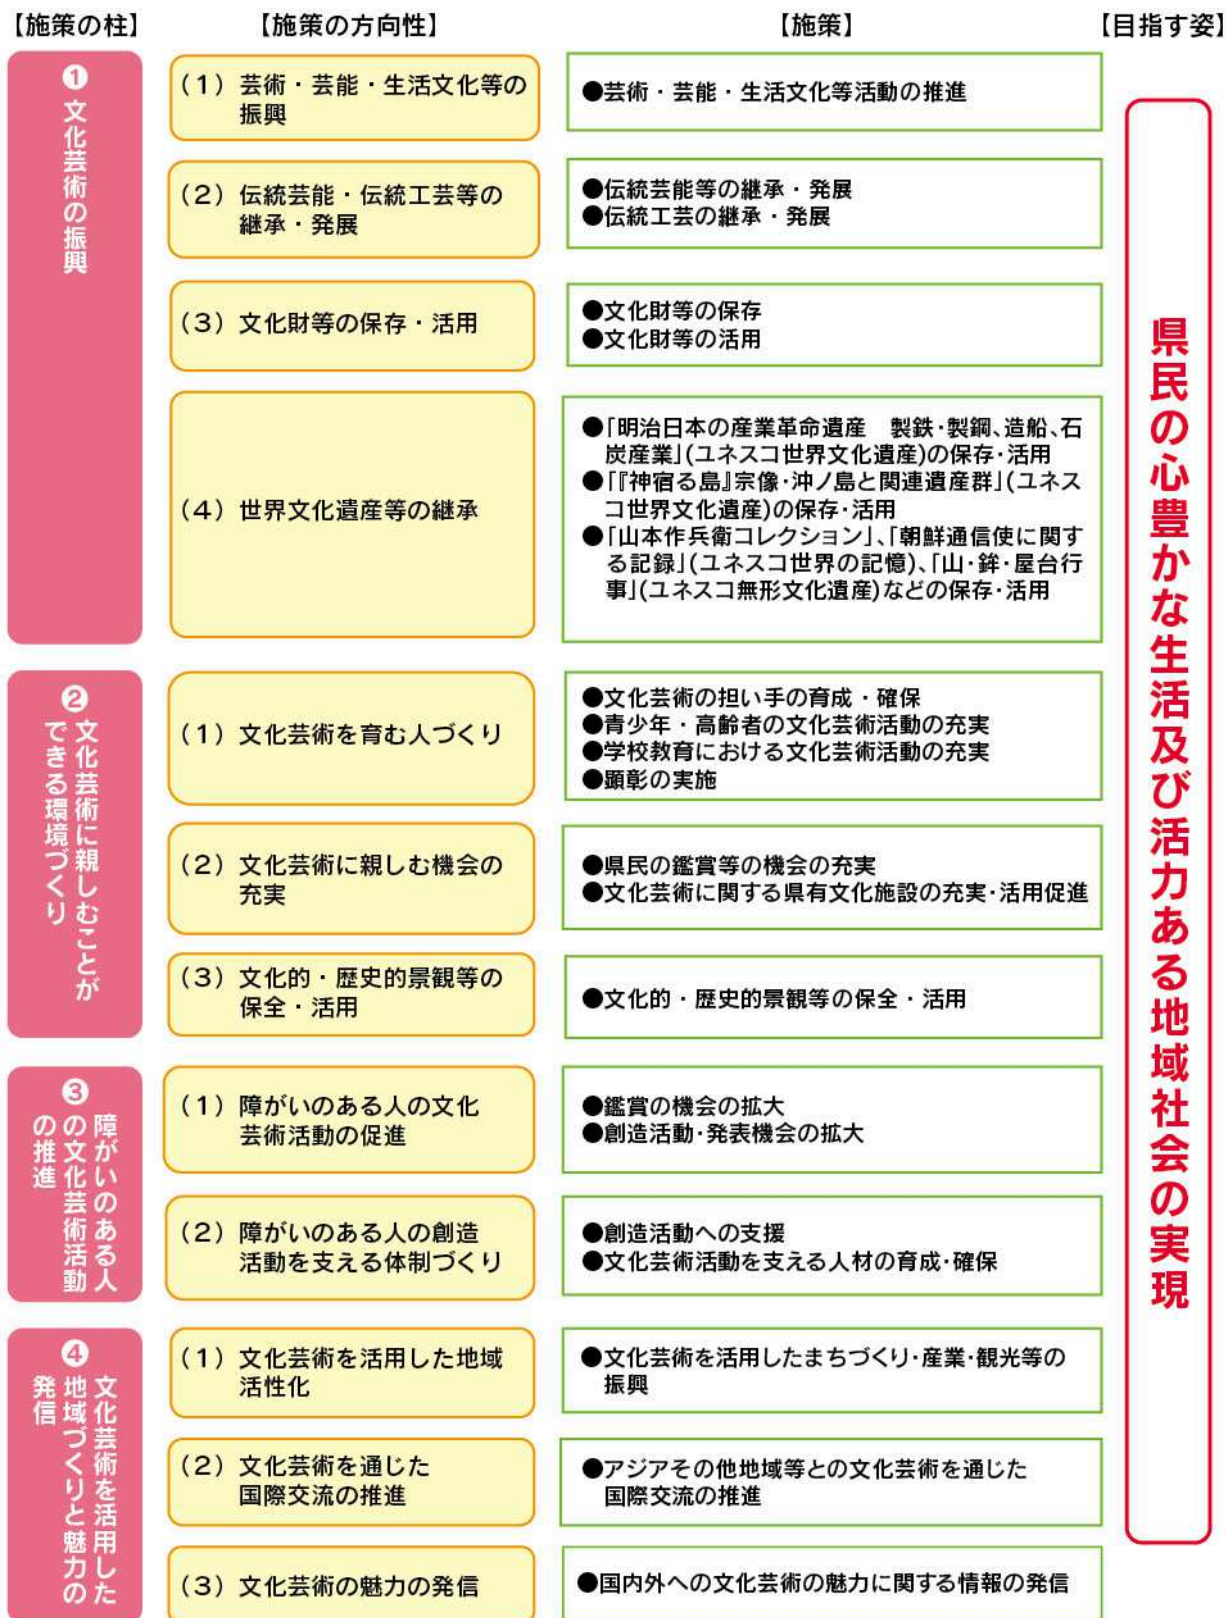 【施策の柱】
【施策の方向性】
【施策】
【目指す姿】
❶文化芸術の振興
(1)芸術・芸能・生活文化等の
振興
●芸術・芸能・生活文化等活動の推進
(2)伝統芸能・伝統工芸等の
継承・発展
●伝統芸能等の継承・発展
●伝統工芸の継承・発展
(3)文化財等の保存・活用
●文化財等の保存
●文化財等の活用
(4)世界文化遺産等の継承
●「明治日本の産業革命遺産　製鉄・製鋼、造船、石
炭産業」(ユネスコ世界文化遺産)の保存・活用
●「『神宿る島』宗像・沖ノ島と関連遺産群」(ユネス
コ世界文化遺産)の保存・活用
●「山本作兵衛コレクション」、「朝鮮通信使に関す
る記録」(ユネスコ世界の記憶)、「山・鉾・屋台行
事」(ユネスコ無形文化遺産)などの保存・活用
❷
文化芸術に親しむことが
できる環境づくり
(1)文化芸術を育む人づくり
●文化芸術の担い手の育成・確保
●青少年・高齢者の文化芸術活動の充実
●学校教育における文化芸術活動の充実
●顕彰の実施
(2)文化芸術に親しむ機会の
充実
●県民の鑑賞等の機会の充実
●文化芸術に関する県有文化施設の充実・活用促進
(3)文化的・歴史的景観等の
保全・活用
●文化的・歴史的景観等の保全・活用
❸
障がいのある人
の文化芸術活動
の推進
(1)障がいのある人の文化
芸術活動の促進
●鑑賞の機会の拡大
●創造活動・発表機会の拡大
(2)障がいのある人の創造
活動を支える体制づくり
●創造活動への支援
●文化芸術活動を支える人材の育成・確保
❹
文化芸術を活用した
地域づくりと魅力の
発信
(1)文化芸術を活用した地域
活性化
●文化芸術を活用したまちづくり・産業・観光等の
振興
(2)文化芸術を通じた
国際交流の推進
●アジアその他地域等との文化芸術を通じた
国際交流の推進
(3)文化芸術の魅力の発信
●国内外への文化芸術の魅力に関する情報の発信
県民の心豊かな生活及び活力ある地域社会の実現